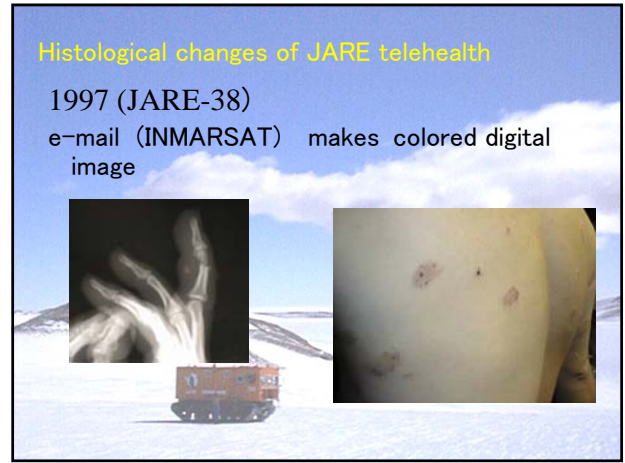 Histological changes of JARE telehealth
1997 (JARE-38)
e-mail (INMARSAT) makes colored digital
image